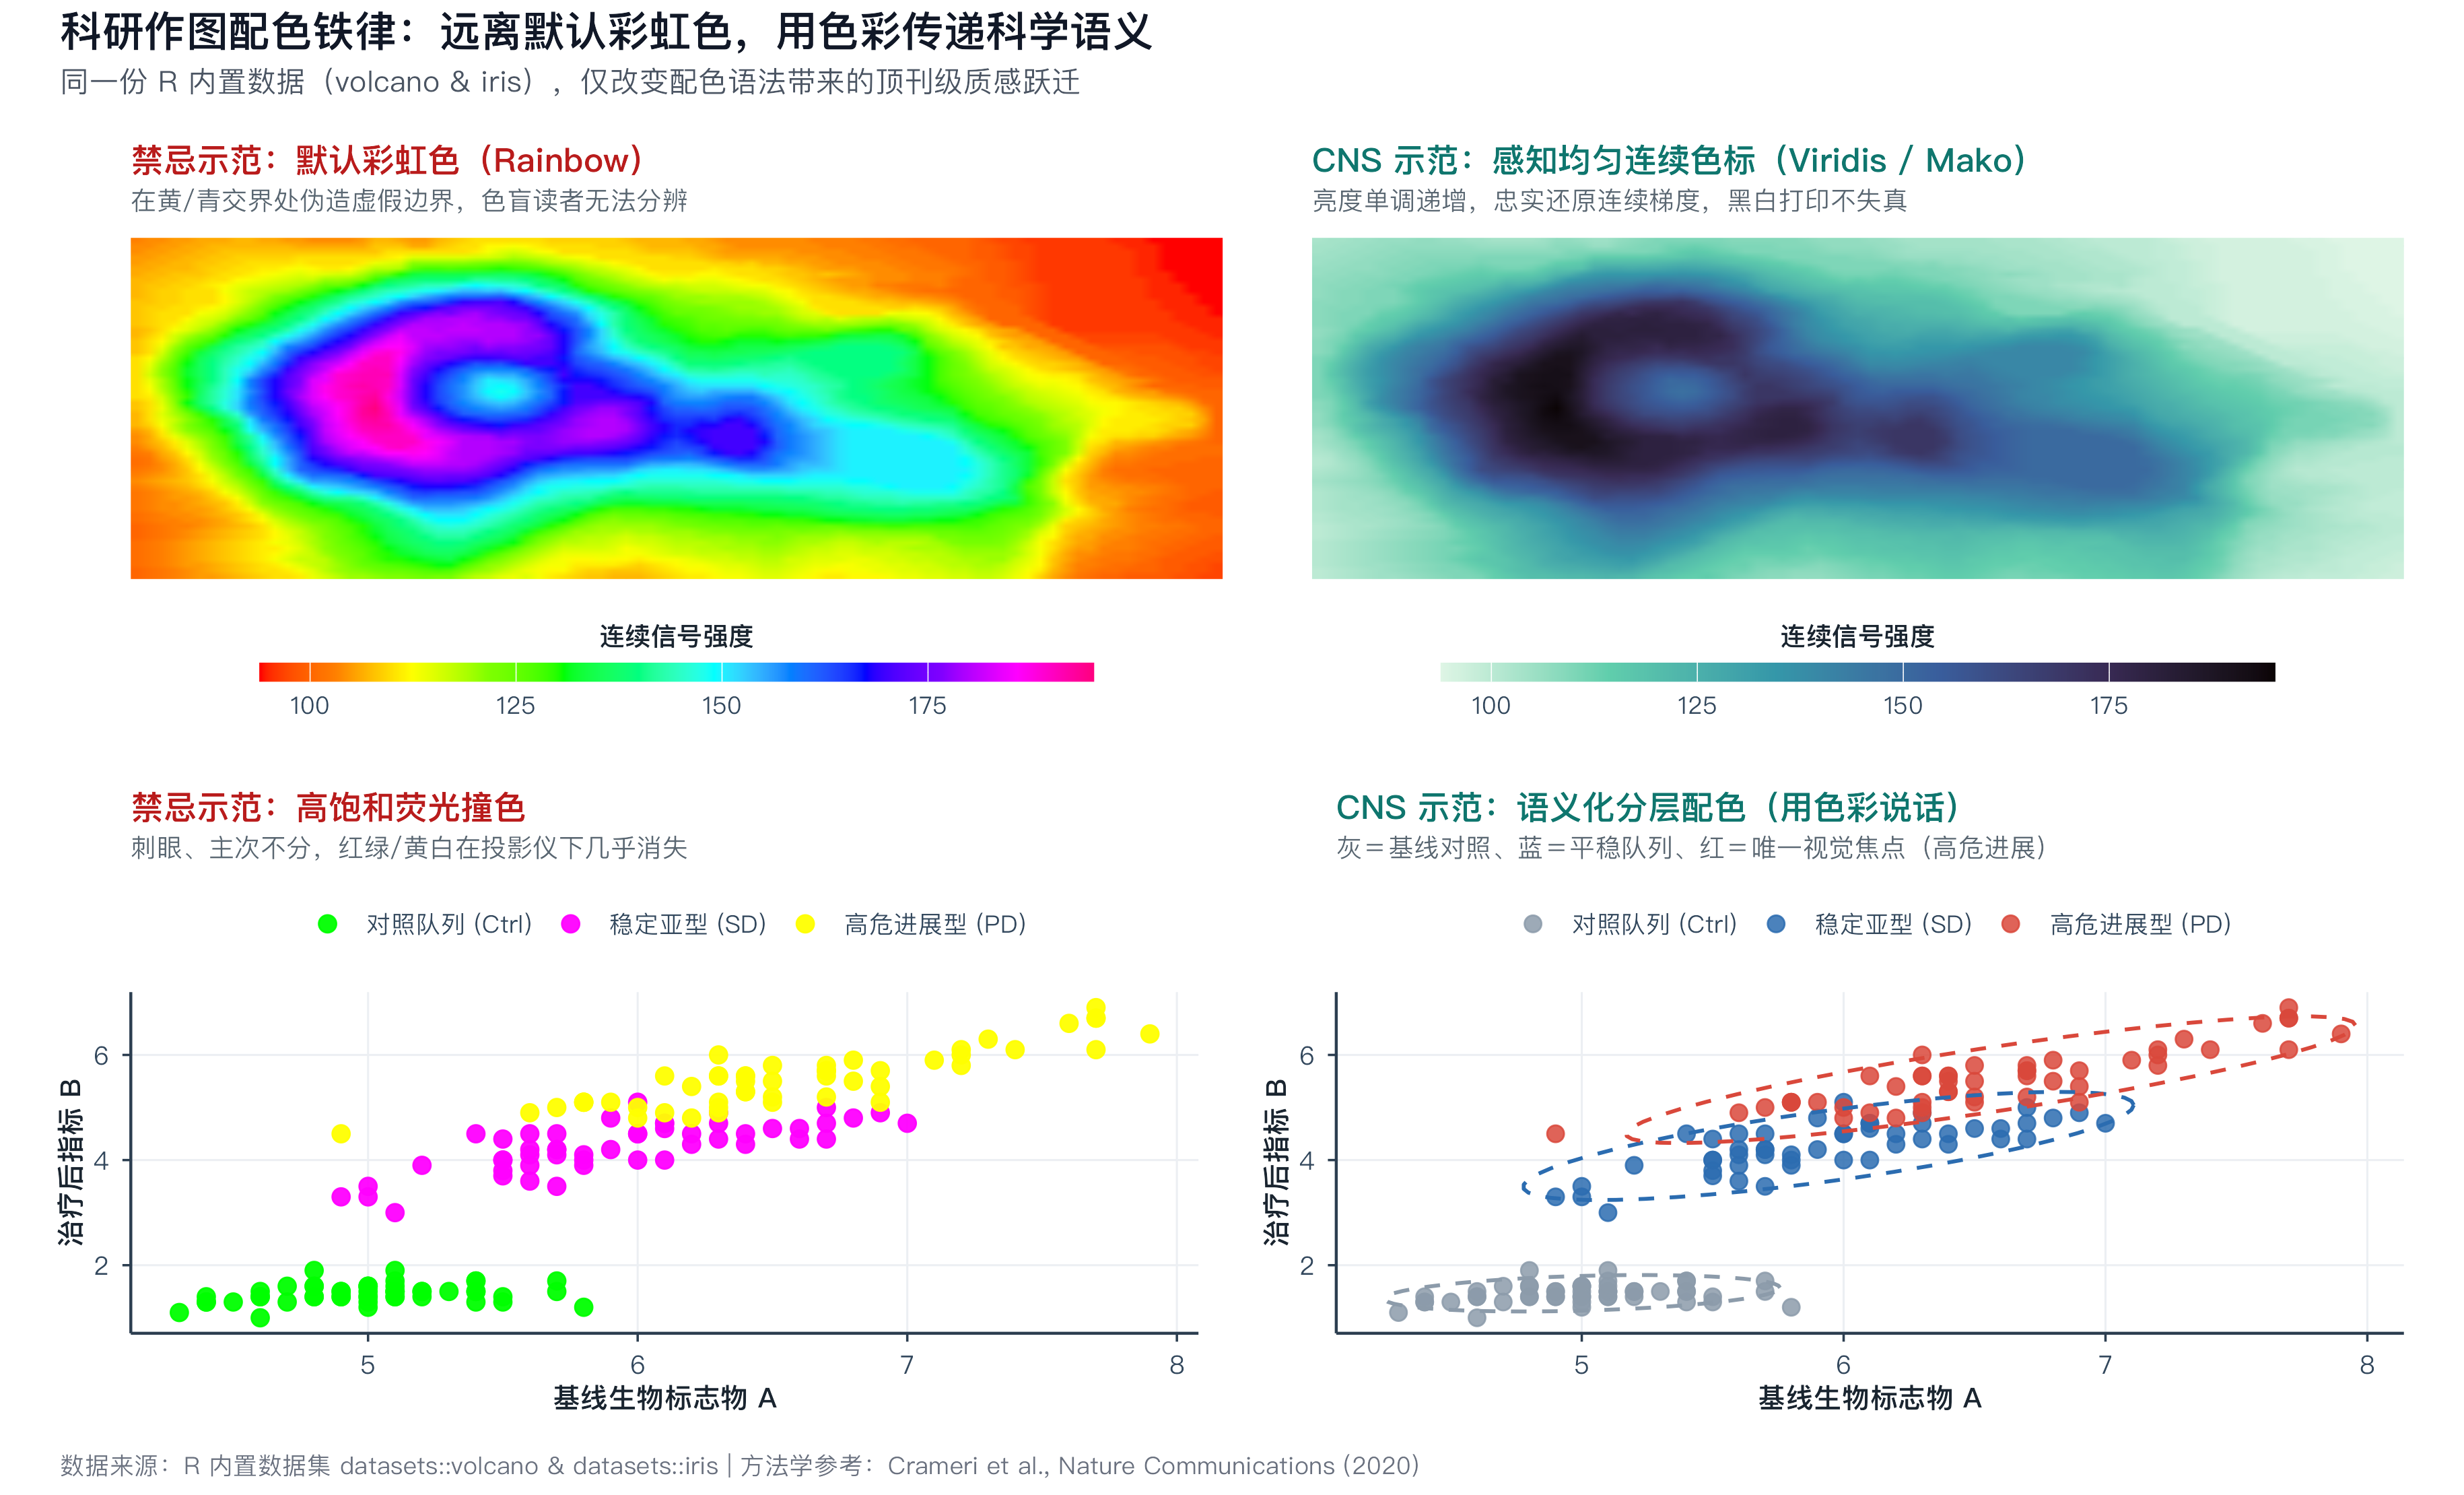 科研作图配色铁律：远离默认彩虹色，用色彩传递科学语义
同一份 R 内置数据（volcano & iris），仅改变配色语法带来的顶刊级质感跃迁
禁忌示范：默认彩虹色（Rainbow）
在黄/青交界处伪造虚假边界，色盲读者无法分辨
连续信号强度
100 125 150 175
CNS 示范：感知均匀连续色标（Viridis / Mako）
亮度单调递增，忠实还原连续梯度，黑白打印不失真
连续信号强度
100 125 150 175
禁忌示范：高饱和荧光撞色
刺眼、主次不分，红绿/黄白在投影仪下几乎消失
对照队列 (Ctrl) 稳定亚型 (SD) 高危进展型 (PD)
治疗后指标 B
6
4
2
5 6 7 8
基线生物标志物 A
CNS 示范：语义化分层配色（用色彩说话）
灰＝基线对照、蓝＝平稳队列、红＝唯一视觉焦点（高危进展）
对照队列 (Ctrl) 稳定亚型 (SD) 高危进展型 (PD)
治疗后指标 B
6
4
2
5 6 7 8
基线生物标志物 A
数据来源：R 内置数据集 datasets::volcano & datasets::iris | 方法学参考：Crameri et al., Nature Communications (2020)